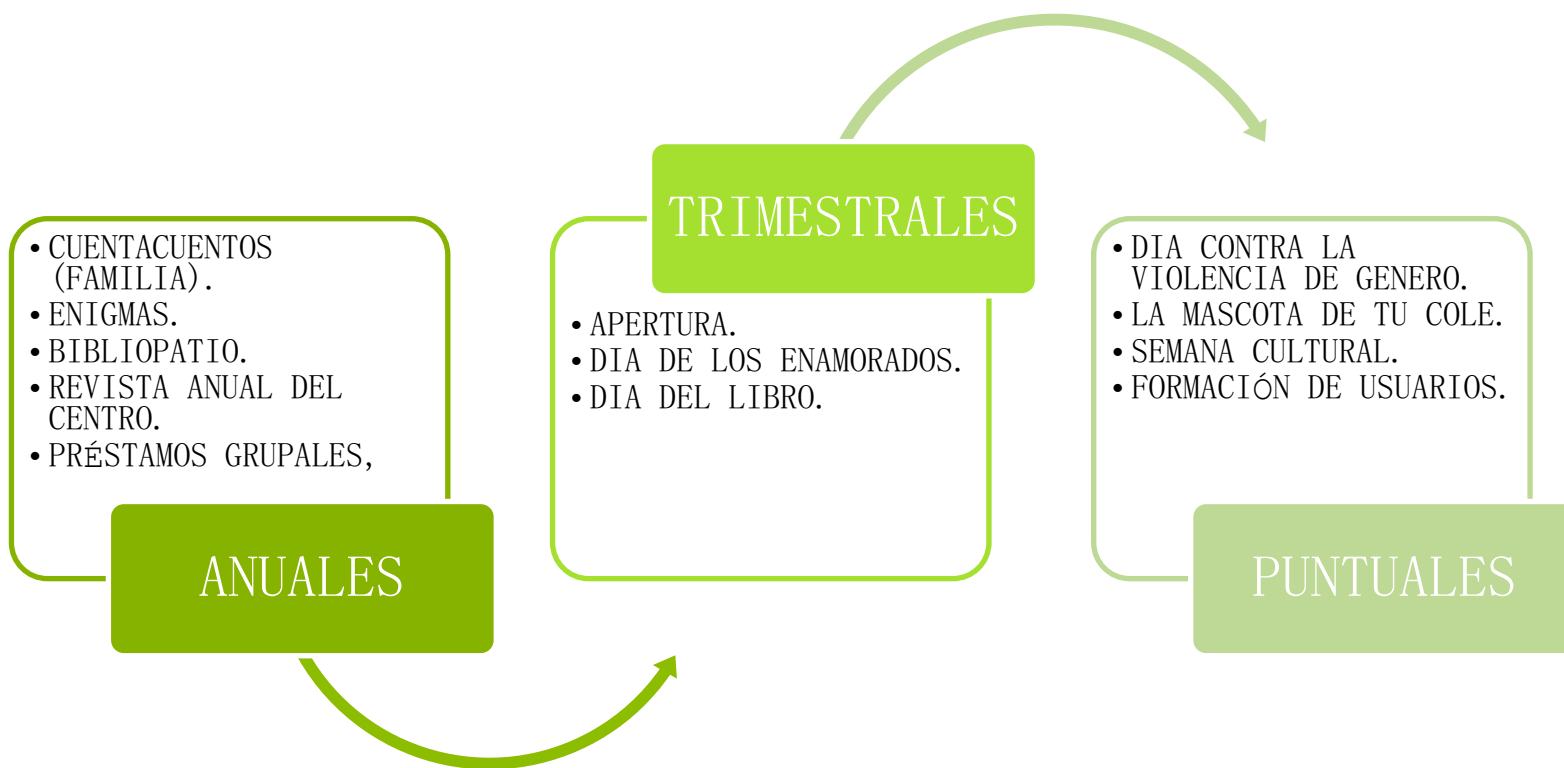 • CUENTACUENTOS
(FAMILIA).
• ENIGMAS.
• BIBLIOPATIO.
• REVISTA ANUAL DEL
CENTRO.
• PRÉSTAMOS GRUPALES,
ANUALES
TRIMESTRALES
• APERTURA.
• DIA DE LOS ENAMORADOS.
• DIA DEL LIBRO.
• DIA CONTRA LA
VIOLENCIA DE GENERO.
• LA MASCOTA DE TU COLE.
• SEMANA CULTURAL.
• FORMACIÓN DE USUARIOS.
PUNTUALES